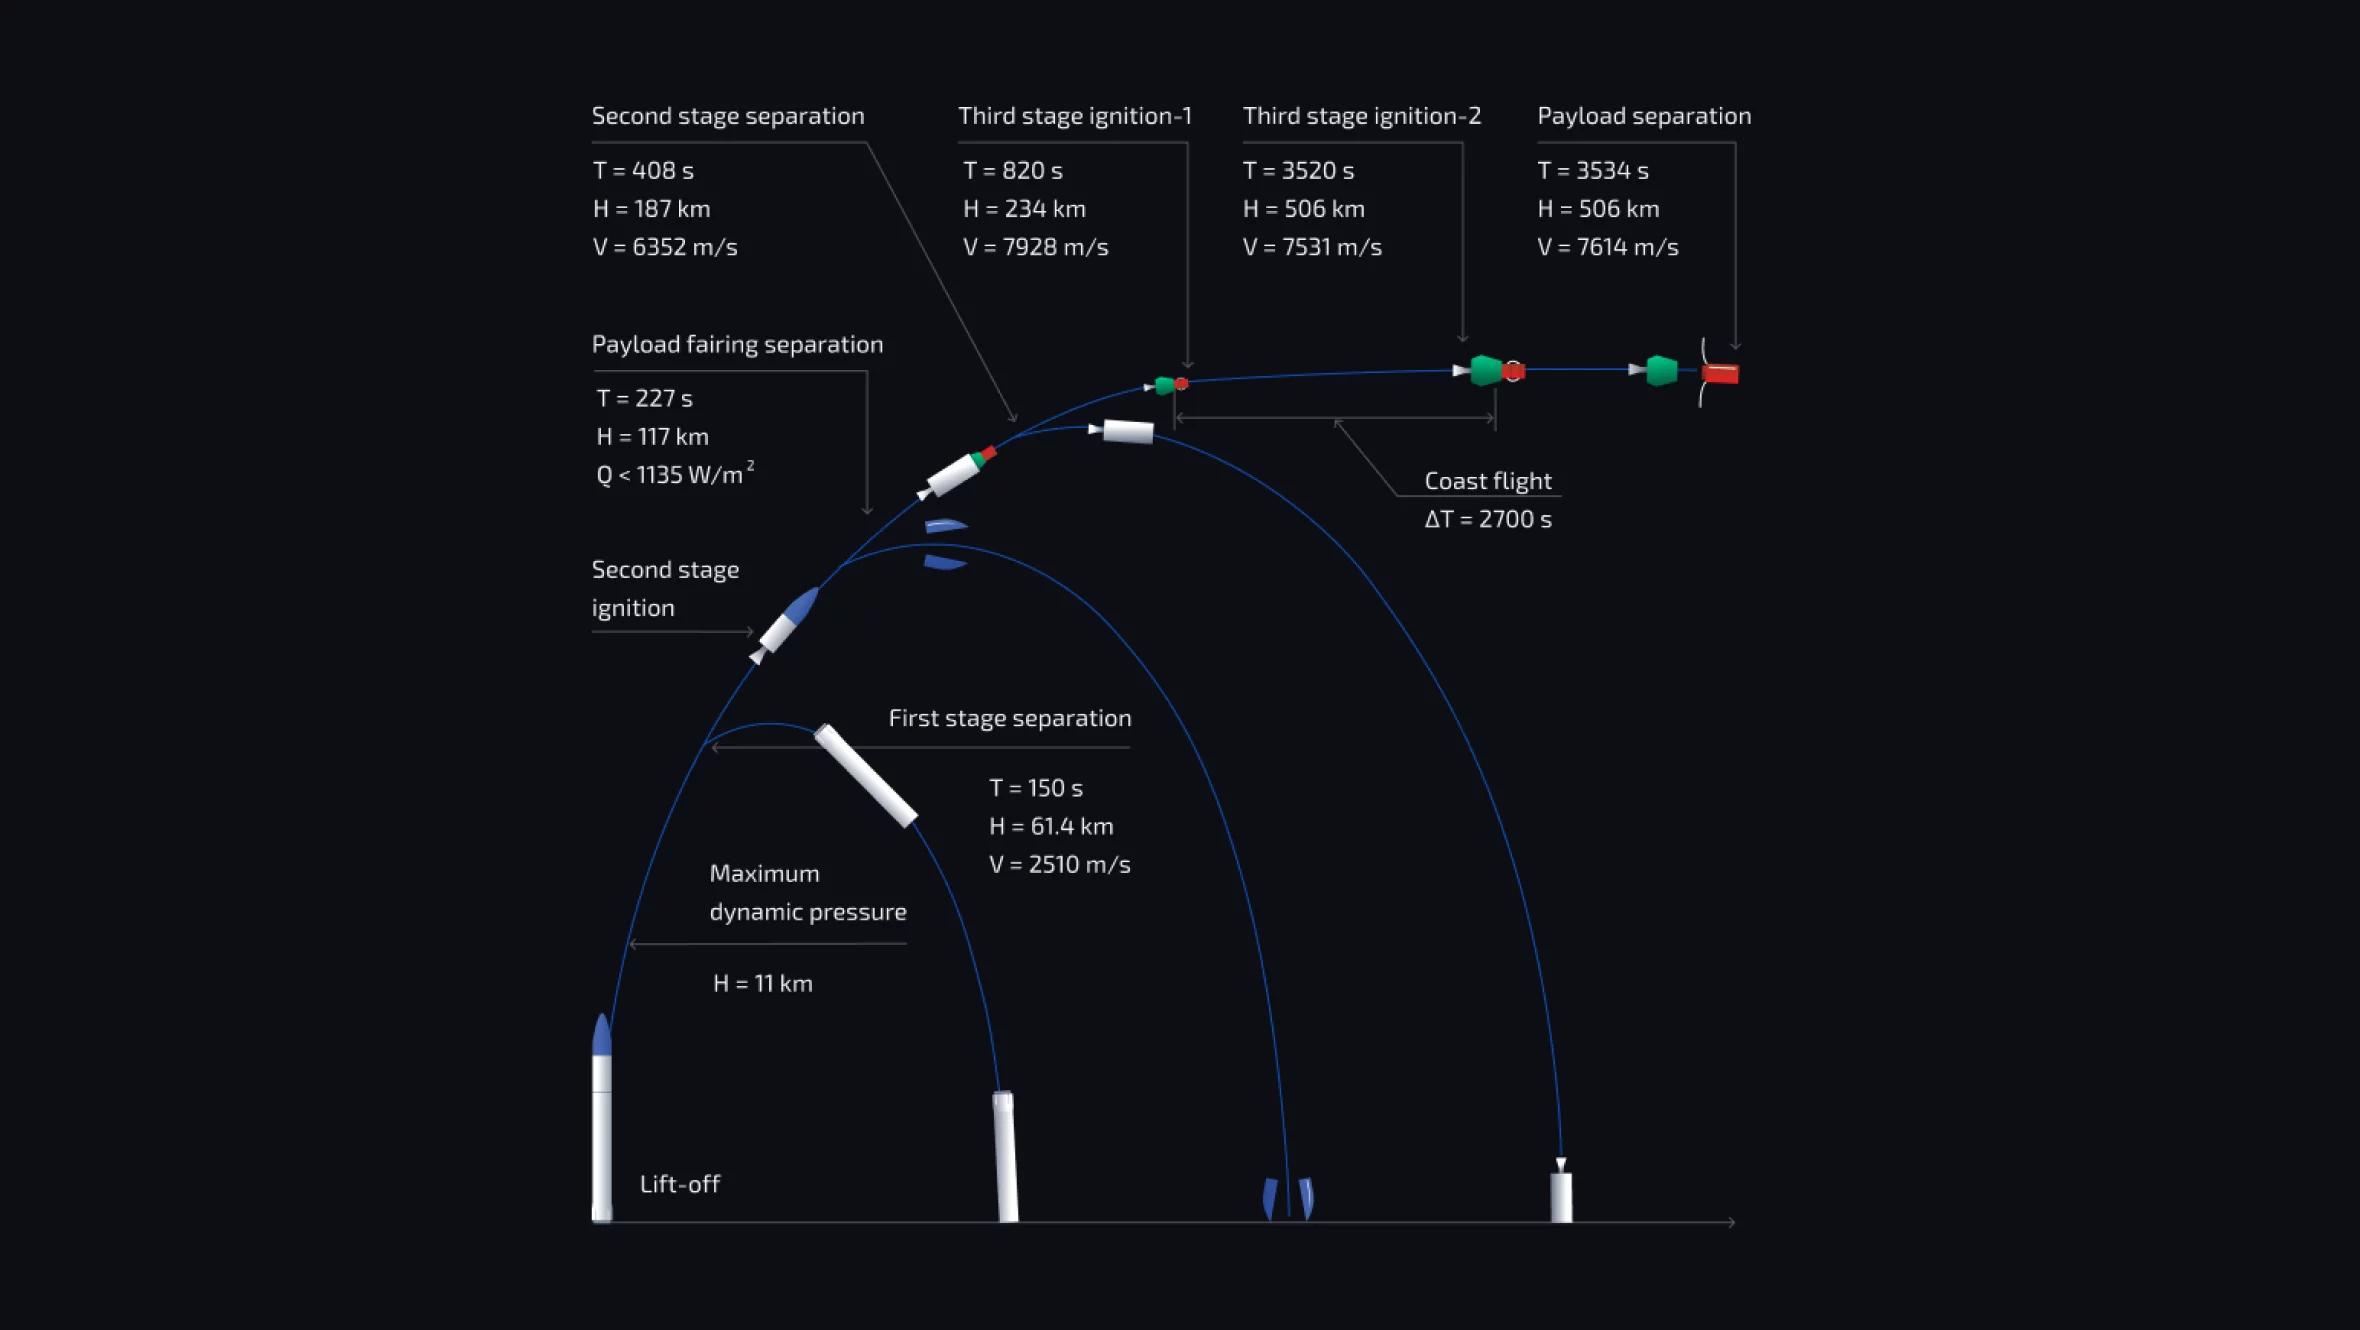 Second stage separation
T = 408 s
H = 187 km
V = 6352 m/s
Third stage ignition-1
T = 820 s
H = 234 km
V = 7928 m/s
Third stage ignition-2
T = 3520 s
H = 506 km
V = 7531 m/s
Payload separation
T = 3534 s
H = 506 km
V = 7614 m/s
Payload fairing separation
T = 227 s
H = 117 km
Q < 1135 W/m²
Coast flight
ΔT = 2700 s
Second stage
ignition
First stage separation
T = 150 s
H = 61.4 km
V = 2510 m/s
Maximum
dynamic pressure
H = 11 km
Lift-off